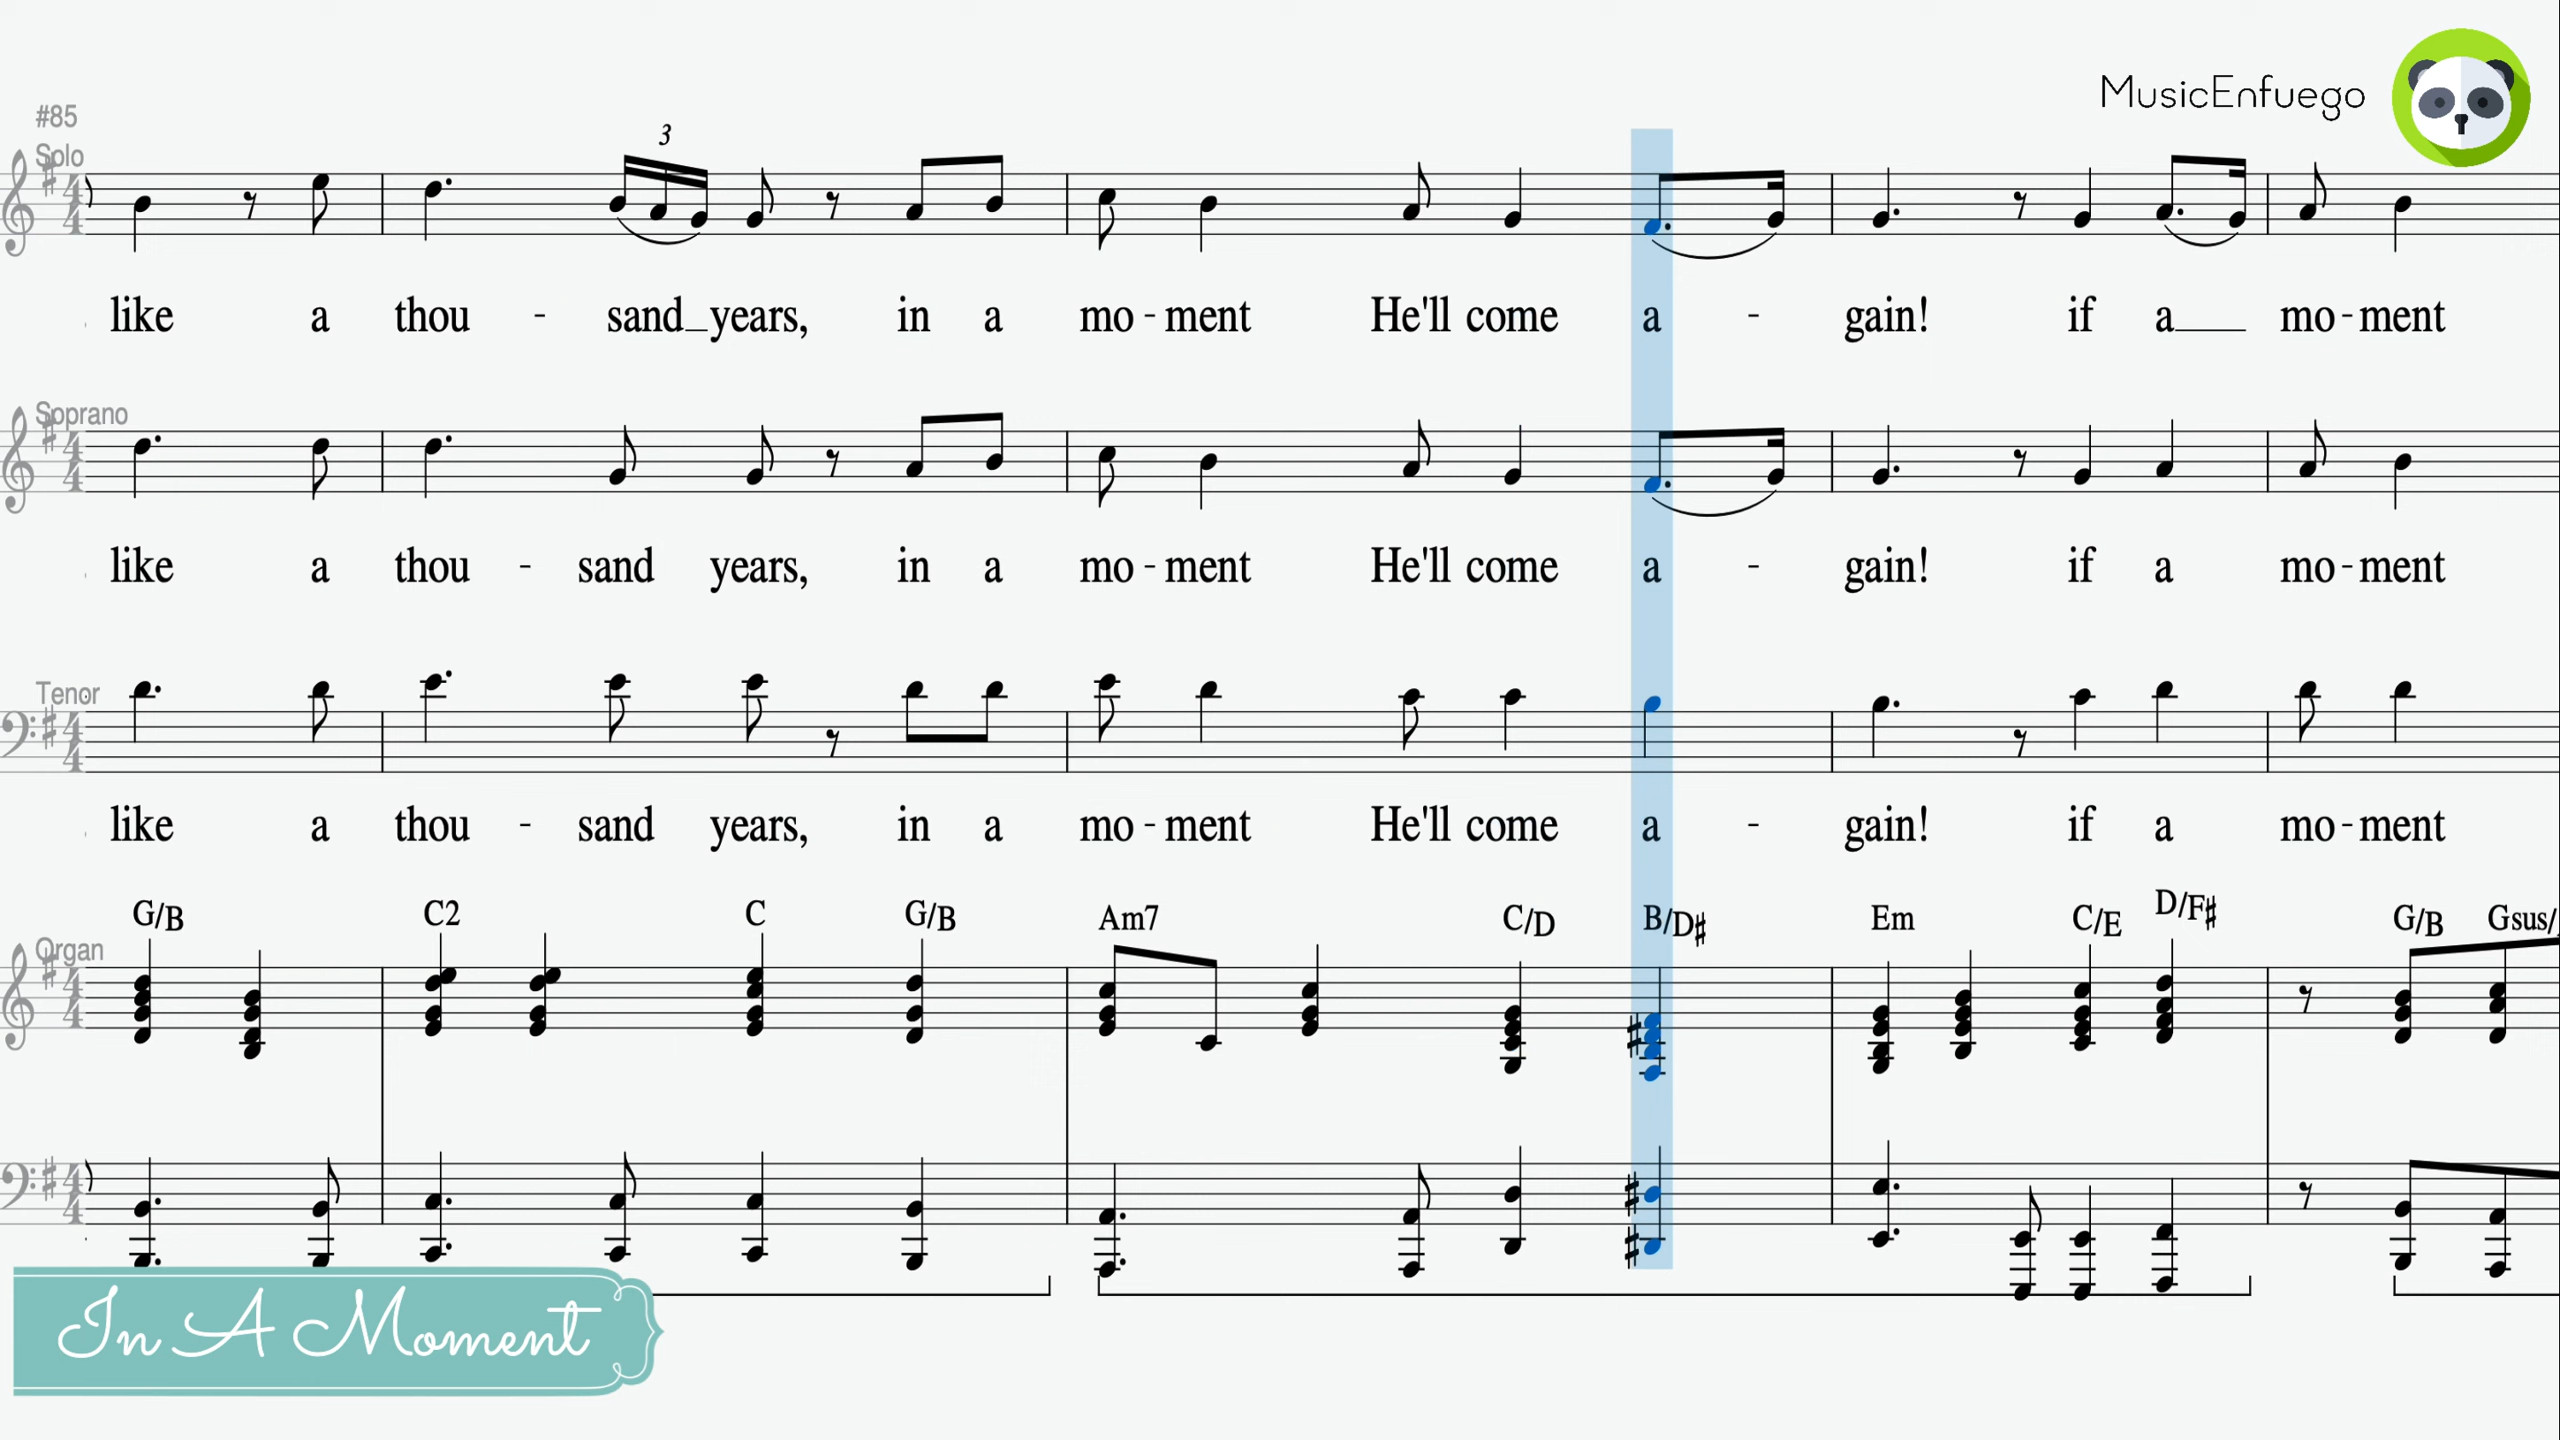 MusicEnfuego
#85
3
Solo
like a thou - sand_years, in a mo - ment He'll come a - gain! if a___ mo - ment
Soprano
like a thou - sand years, in a mo - ment He'll come a - gain! if a mo - ment
Tenor
like a thou - sand years, in a mo - ment He'll come a - gain! if a mo - ment
G/B C2 C G/B Am7 C/D B/D♯ Em C/E D/F♯ G/B Gsus/
Organ
In A Moment